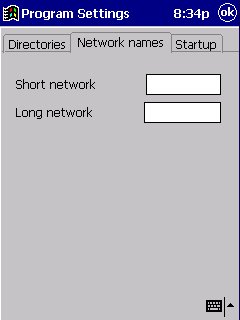 Program Settings 8:34p ok
Directories Network names Startup
Short network
Long network